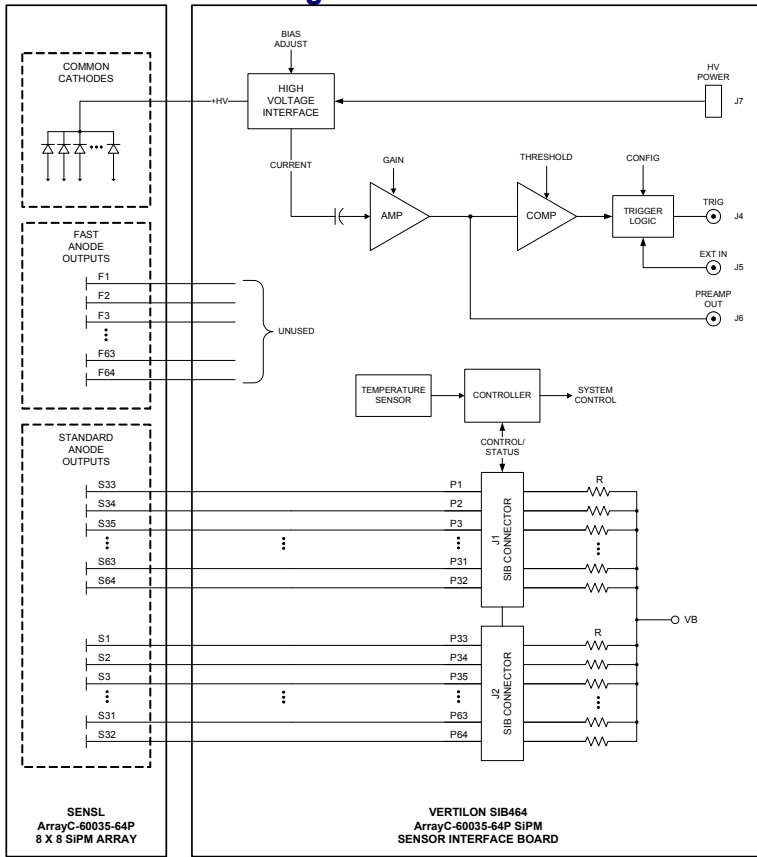 BIAS
ADJUST
COMMON
CATHODES
+HV
HIGH
VOLTAGE
INTERFACE
HV
POWER
J7
CURRENT
GAIN
AMP
THRESHOLD
COMP
CONFIG
TRIGGER
LOGIC
TRIG
J4
EXT IN
J5
PREAMP
OUT
J6
FAST
ANODE
OUTPUTS
F1
F2
F3
F63
F64
UNUSED
TEMPERATURE
SENSOR
CONTROLLER
SYSTEM
CONTROL
CONTROL/
STATUS
STANDARD
ANODE
OUTPUTS
S33
S34
S35
S63
S64
P1
P2
P3
P31
P32
J1
SIB CONNECTOR
R
VB
S1
S2
S3
S31
S32
P33
P34
P35
P63
P64
J2
SIB CONNECTOR
R
SENSL
ArrayC-60035-64P
8 X 8 SiPM ARRAY
VERTILON SIB464
ArrayC-60035-64P SiPM
SENSOR INTERFACE BOARD